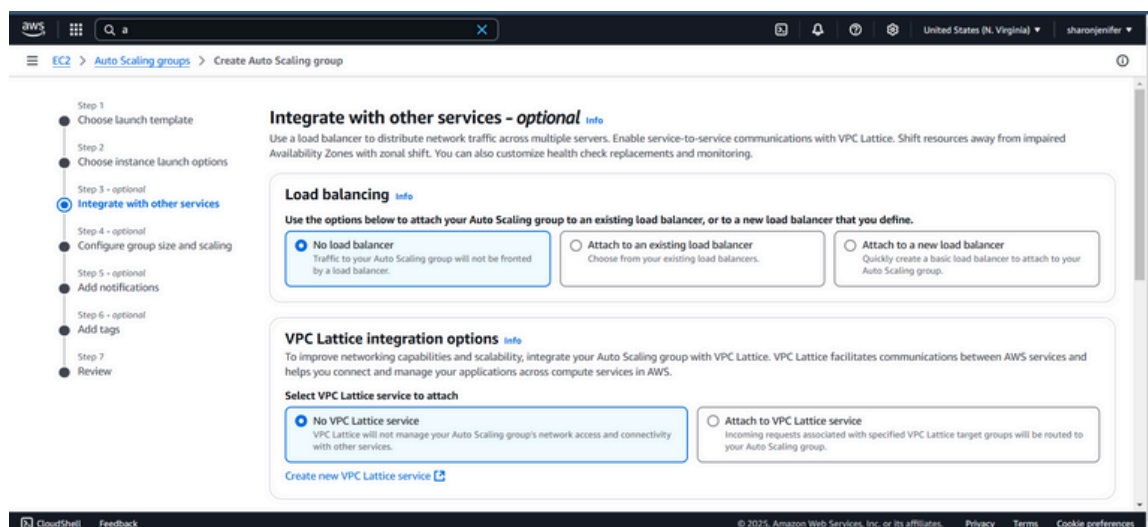 aws
a
United States (N. Virginia)
sharonjenifer
EC2 > Auto Scaling groups > Create Auto Scaling group
Step 1
Choose launch template
Step 2
Choose instance launch options
Step 3 - optional
Integrate with other services
Step 4 - optional
Configure group size and scaling
Step 5 - optional
Add notifications
Step 6 - optional
Add tags
Step 7
Review
Integrate with other services - optional Info
Use a load balancer to distribute network traffic across multiple servers. Enable service-to-service communications with VPC Lattice. Shift resources away from impaired
Availability Zones with zonal shift. You can also customize health check replacements and monitoring.
Load balancing Info
Use the options below to attach your Auto Scaling group to an existing load balancer, or to a new load balancer that you define.
No load balancer
Traffic to your Auto Scaling group will not be fronted
by a load balancer.
Attach to an existing load balancer
Choose from your existing load balancers.
Attach to a new load balancer
Quickly create a basic load balancer to attach to your
Auto Scaling group.
VPC Lattice integration options Info
To improve networking capabilities and scalability, integrate your Auto Scaling group with VPC Lattice. VPC Lattice facilitates communications between AWS services and
helps you connect and manage your applications across compute services in AWS.
Select VPC Lattice service to attach
No VPC Lattice service
VPC Lattice will not manage your Auto Scaling group's network access and connectivity
with other services.
Attach to VPC Lattice service
Incoming requests associated with specified VPC Lattice target groups will be routed to
your Auto Scaling group.
Create new VPC Lattice service
CloudShell Feedback
© 2025, Amazon Web Services, Inc. or its affiliates. Privacy Terms Cookie preferences